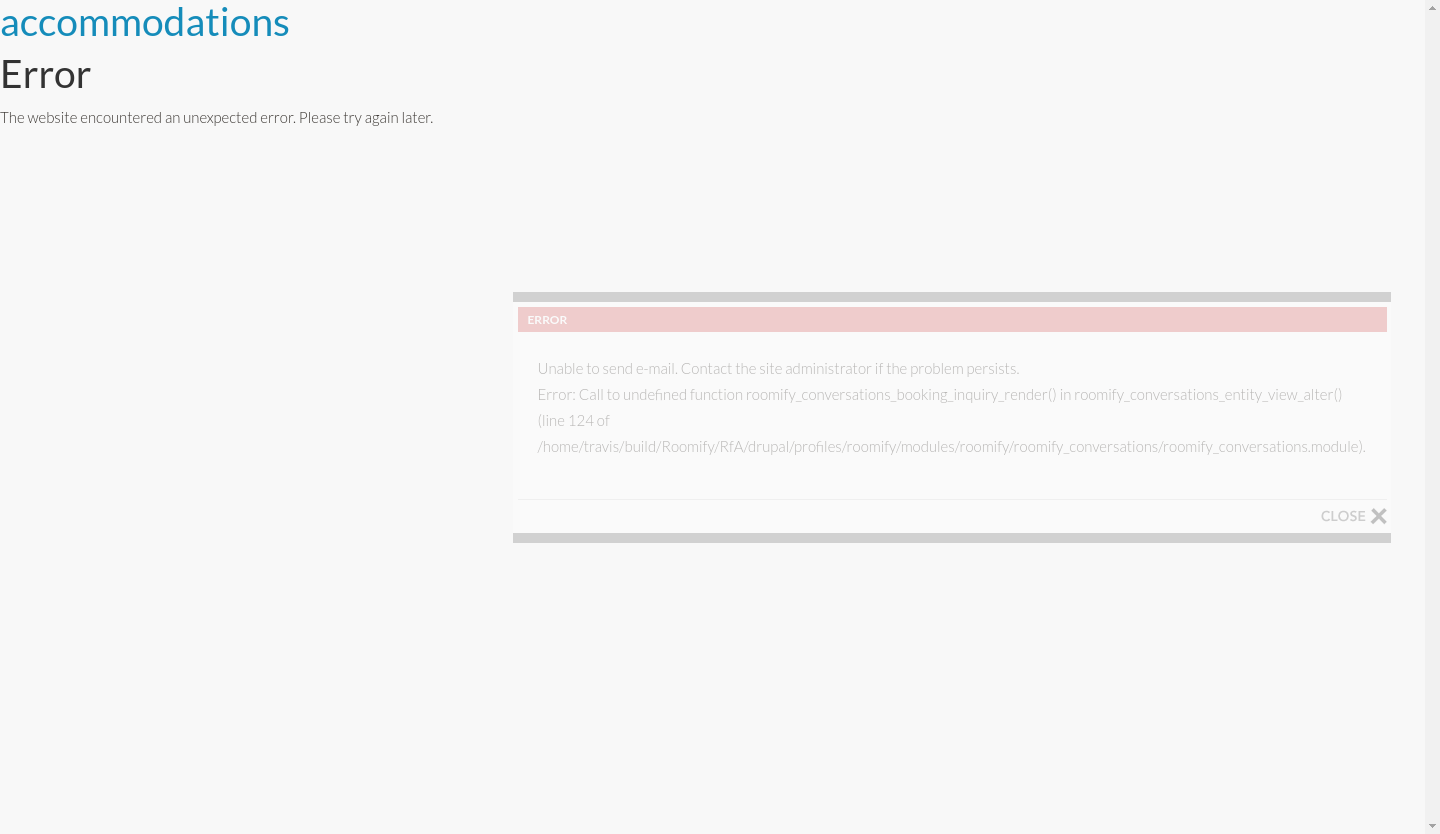 accommodations
Error
The website encountered an unexpected error. Please try again later.
ERROR
Unable to send e-mail. Contact the site administrator if the problem persists.
Error: Call to undefined function roomify_conversations_booking_inquiry_render() in roomify_conversations_entity_view_alter()
(line 124 of
/home/travis/build/Roomify/RfA/drupal/profiles/roomify/modules/roomify/roomify_conversations/roomify_conversations.module).
CLOSE